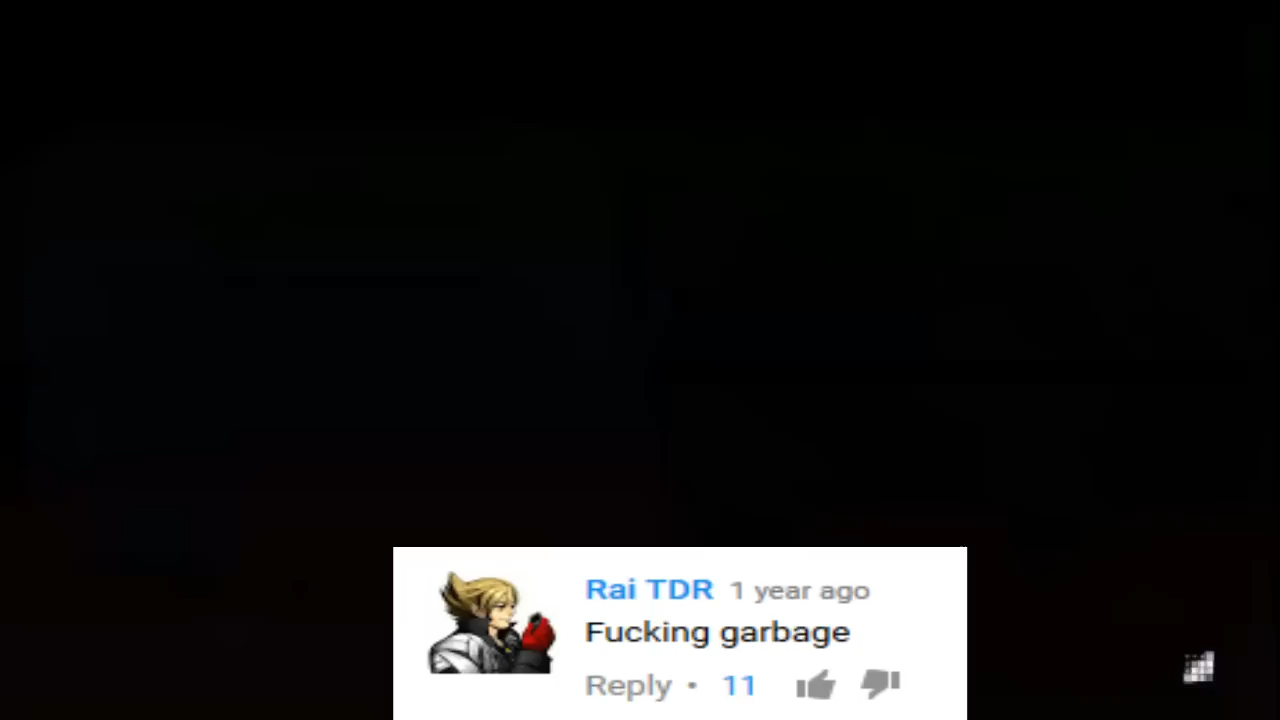 Rai TDR 1 year ago
Fucking garbage
Reply • 11